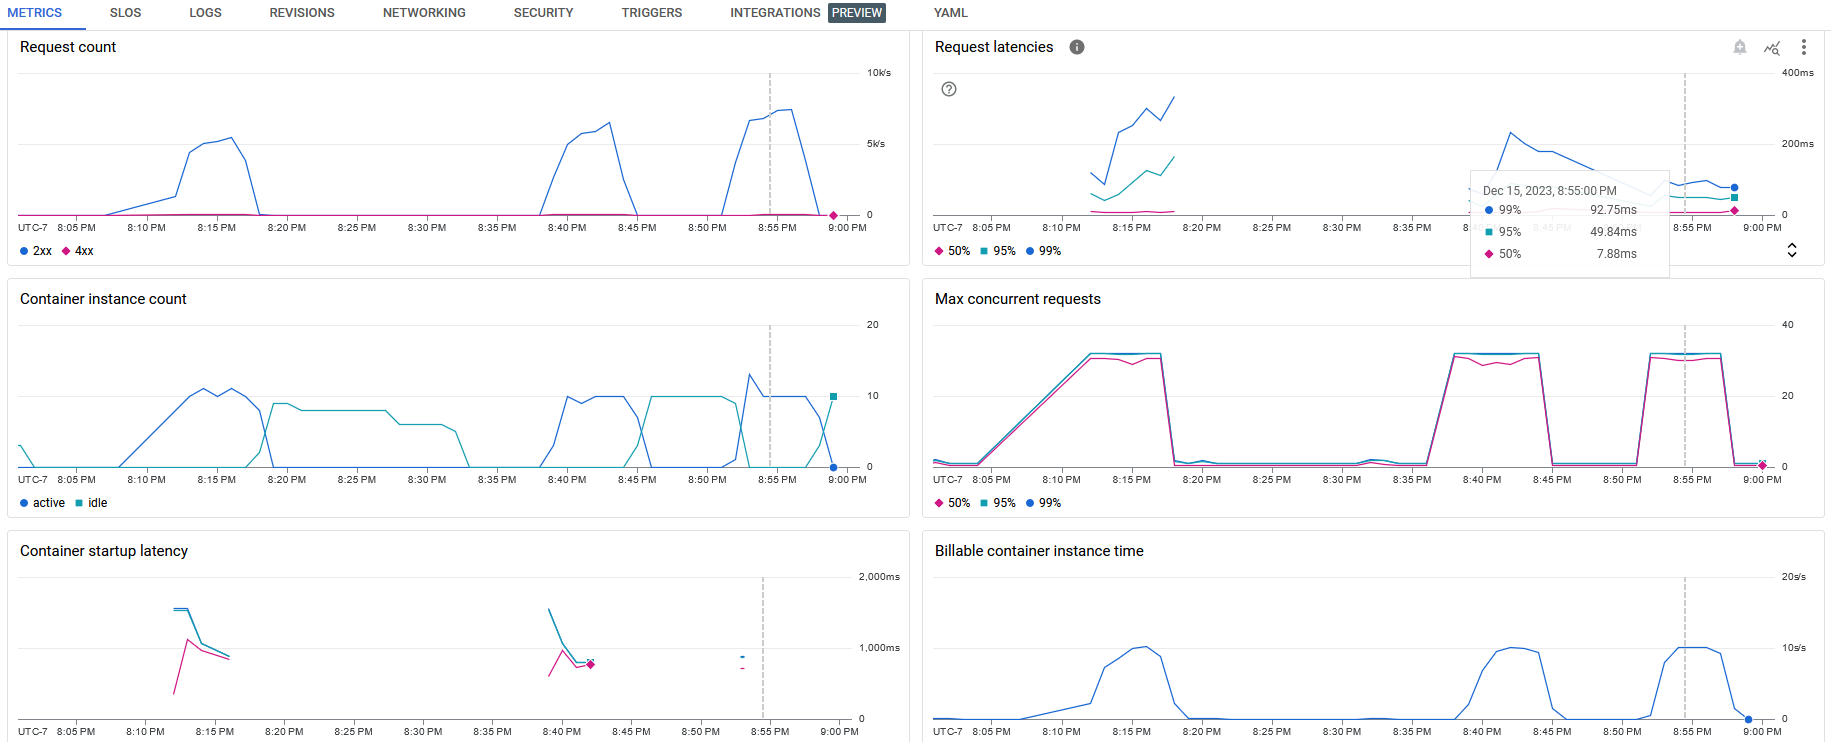 METRICS SLOS LOGS REVISIONS NETWORKING SECURITY TRIGGERS INTEGRATIONS PREVIEW YAML
Request count
10k/s
5k/s
0
UTC-7 8:05 PM 8:10 PM 8:15 PM 8:20 PM 8:25 PM 8:30 PM 8:35 PM 8:40 PM 8:45 PM 8:50 PM 8:55 PM 9:00 PM
2xx 4xx
Request latencies
400ms
200ms
0
UTC-7 8:05 PM 8:10 PM 8:15 PM 8:20 PM 8:25 PM 8:30 PM 8:35 PM 8:40 PM 8:45 PM 8:55 PM 9:00 PM
Dec 15, 2023, 8:55:00 PM
99% 92.75ms
95% 49.84ms
50% 7.88ms
50% 95% 99%
Container instance count
20
10
0
UTC-7 8:05 PM 8:10 PM 8:15 PM 8:20 PM 8:25 PM 8:30 PM 8:35 PM 8:40 PM 8:45 PM 8:50 PM 8:55 PM 9:00 PM
active idle
Max concurrent requests
40
20
0
UTC-7 8:05 PM 8:10 PM 8:15 PM 8:20 PM 8:25 PM 8:30 PM 8:35 PM 8:40 PM 8:45 PM 8:50 PM 8:55 PM 9:00 PM
50% 95% 99%
Container startup latency
2,000ms
1,000ms
0
UTC-7 8:05 PM 8:10 PM 8:15 PM 8:20 PM 8:25 PM 8:30 PM 8:35 PM 8:40 PM 8:45 PM 8:50 PM 8:55 PM 9:00 PM
Billable container instance time
20s/s
10s/s
0
UTC-7 8:05 PM 8:10 PM 8:15 PM 8:20 PM 8:25 PM 8:30 PM 8:35 PM 8:40 PM 8:45 PM 8:50 PM 8:55 PM 9:00 PM